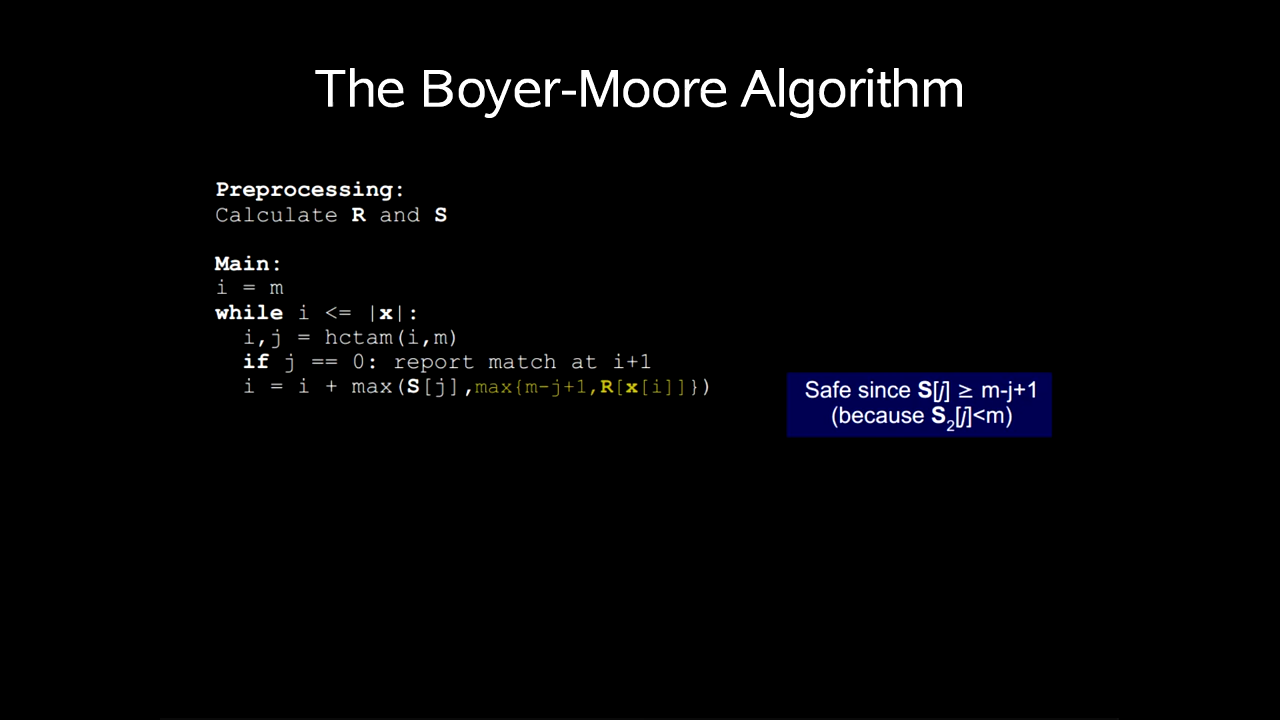 The Boyer-Moore Algorithm
Preprocessing:
Calculate R and S
Main:
i = m
while i <= |x|:
i,j = hctam(i,m)
if j == 0: report match at i+1
i = i + max(S[j],max{m-j+1,R[x[i]]})
Safe since S[j] ≥ m-j+1
(because S₂[j]<m)